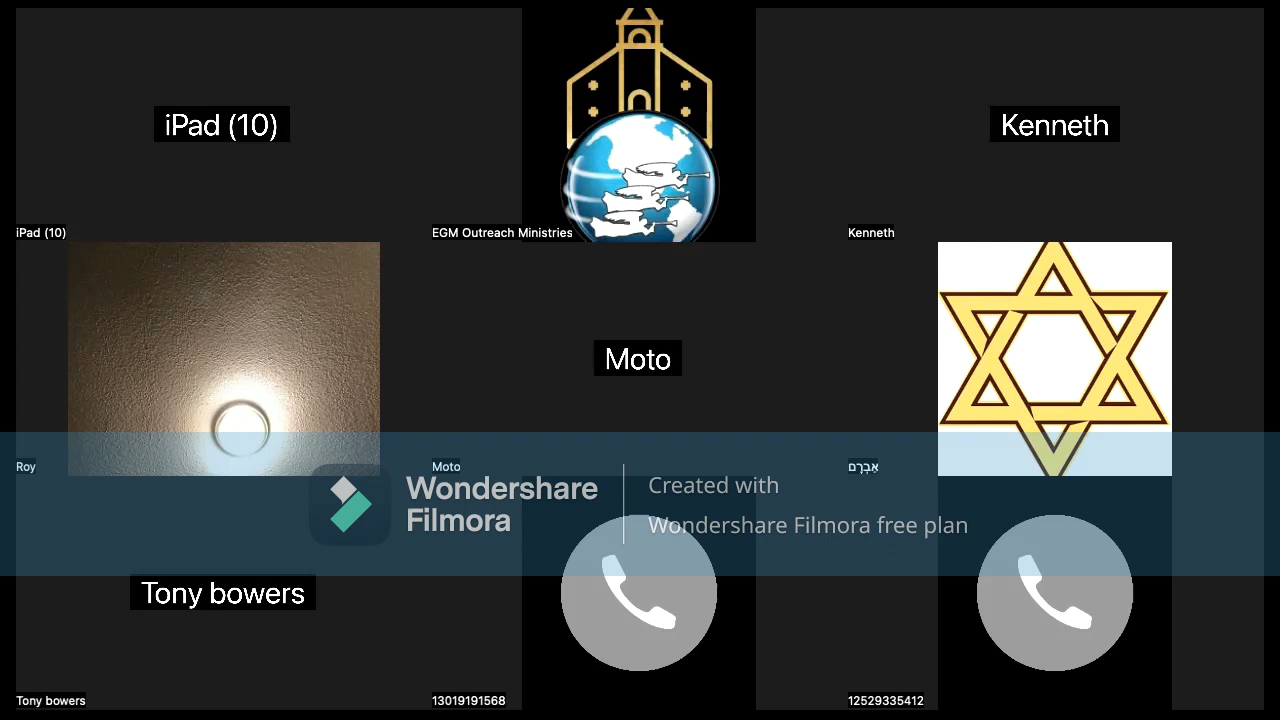 iPad (10)
Kenneth
iPad (10)
EGM Outreach Ministries
Kenneth
Moto
Roy
Moto
אַבְרָם
Wondershare
Filmora
Created with
Wondershare Filmora free plan
Tony bowers
Tony bowers
13019191568
12529335412